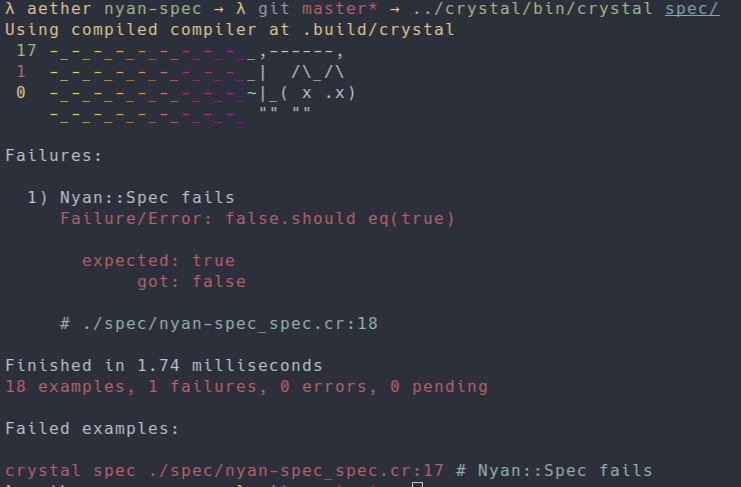 λ aether nyan-spec → λ git master* → ../crystal/bin/crystal spec/
Using compiled compiler at .build/crystal
 17 -_-_-_-_-_-_-_-_-_,------,
 1  -_-_-_-_-_-_-_-_-_|  /\_/\
 0  -_-_-_-_-_-_-_-_-~|_( x .x)
    -_-_-_-_-_-_-_-_-_ "" ""
Failures:
  1) Nyan::Spec fails
     Failure/Error: false.should eq(true)
       expected: true
            got: false
     # ./spec/nyan-spec_spec.cr:18
Finished in 1.74 milliseconds
18 examples, 1 failures, 0 errors, 0 pending
Failed examples:
crystal spec ./spec/nyan-spec_spec.cr:17 # Nyan::Spec fails